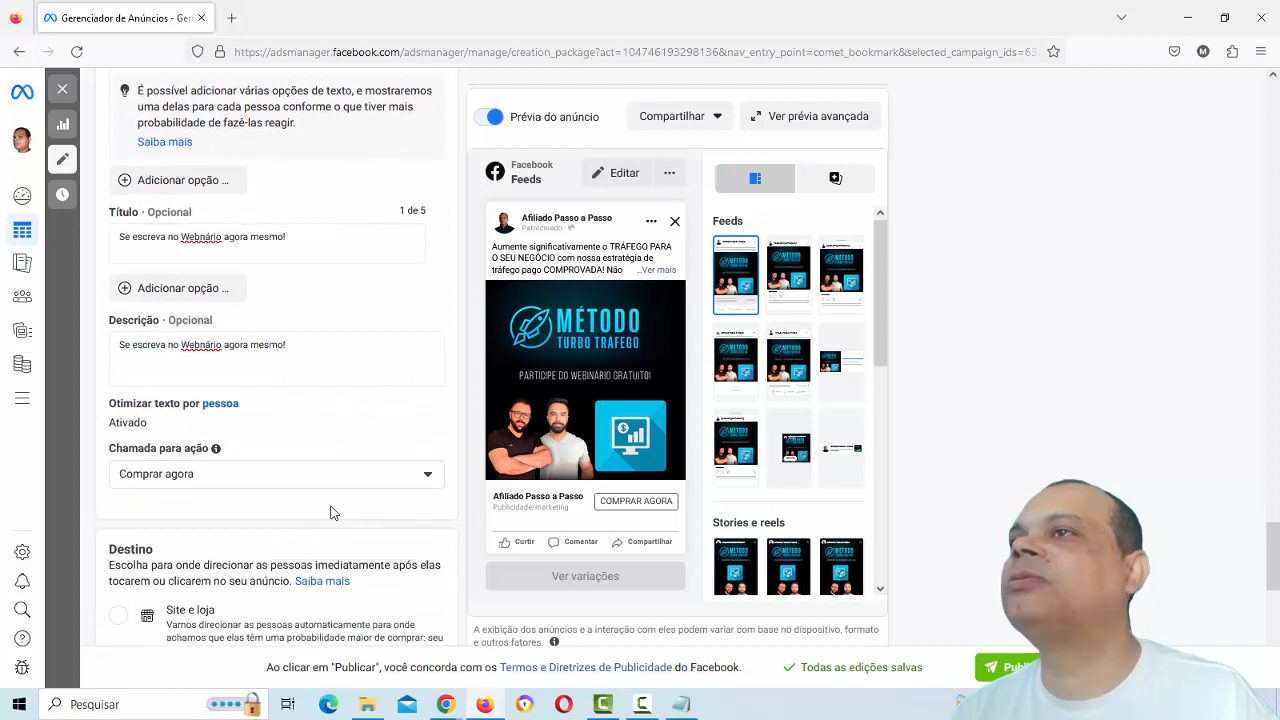 Gerenciador de Anúncios - Ger
https://adsmanager.facebook.com/adsmanager/manage/creation_package?act=104746193298136&nav_entry_point=comet_bookmark&selected_campaign_ids=63
É possível adicionar várias opções de texto, e mostraremos
uma delas para cada pessoa conforme o que tiver mais
probabilidade de fazê-las reagir.
Saiba mais
Adicionar opção ...
Título · Opcional
1 de 5
Se escreva no Webnário agora mesmo!
Adicionar opção ...
Descrição · Opcional
Se escreva no Webnário agora mesmo!
Otimizar texto por pessoa
Ativado
Chamada para ação
Comprar agora
Destino
Escolha para onde direcionar as pessoas imediatamente após elas
tocarem ou clicarem no seu anúncio. Saiba mais
Site e loja
Vamos direcionar as pessoas automaticamente para onde
achamos que elas têm uma probabilidade maior de comprar: seu
Prévia do anúncio
Compartilhar
Ver prévia avançada
Facebook
Feeds
Editar
Afiliado Passo a Passo
Patrocinado
Aumente significativamente o TRÁFEGO PARA
O SEU NEGÓCIO com nossa estratégia de
tráfego pago COMPROVADA! Não ...Ver mais
MÉTODO
TURBO TRÁFEGO
PARTICIPE DO WEBINÁRIO GRATUITO!
Afiliado Passo a Passo
Publicidade/marketing
COMPRAR AGORA
Curtir
Comentar
Compartilhar
Ver variações
Feeds
Stories e reels
A exibição dos anúncios e a interação com eles podem variar com base no dispositivo, formato
e outros fatores.
Ao clicar em "Publicar", você concorda com os Termos e Diretrizes de Publicidade do Facebook.
Todas as edições salvas
Pesquisar